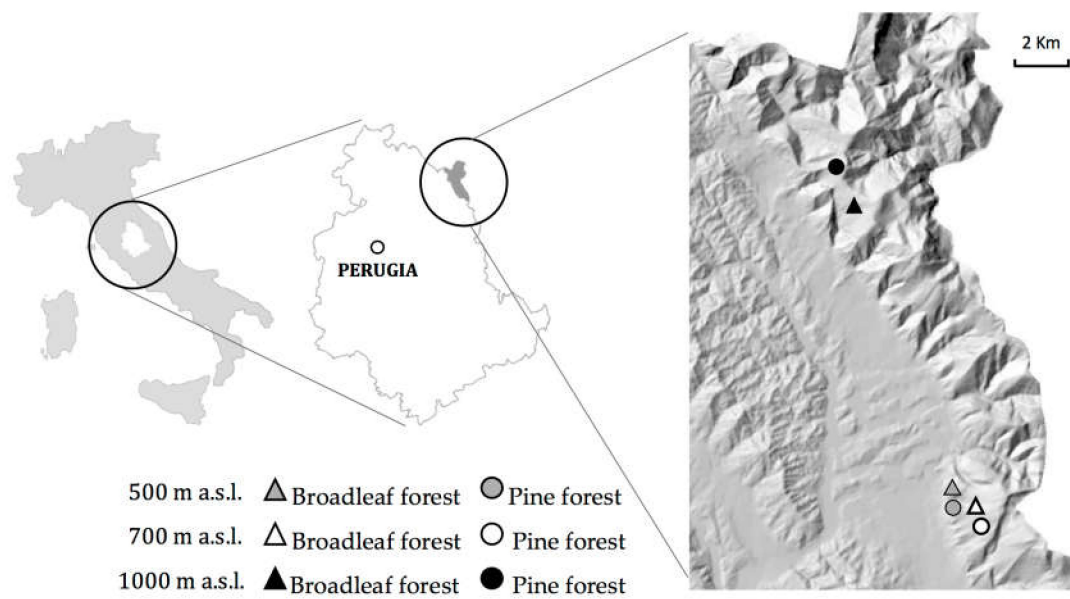 2 Km
PERUGIA
500 m a.s.l. Broadleaf forest Pine forest
700 m a.s.l. Broadleaf forest Pine forest
1000 m a.s.l. Broadleaf forest Pine forest